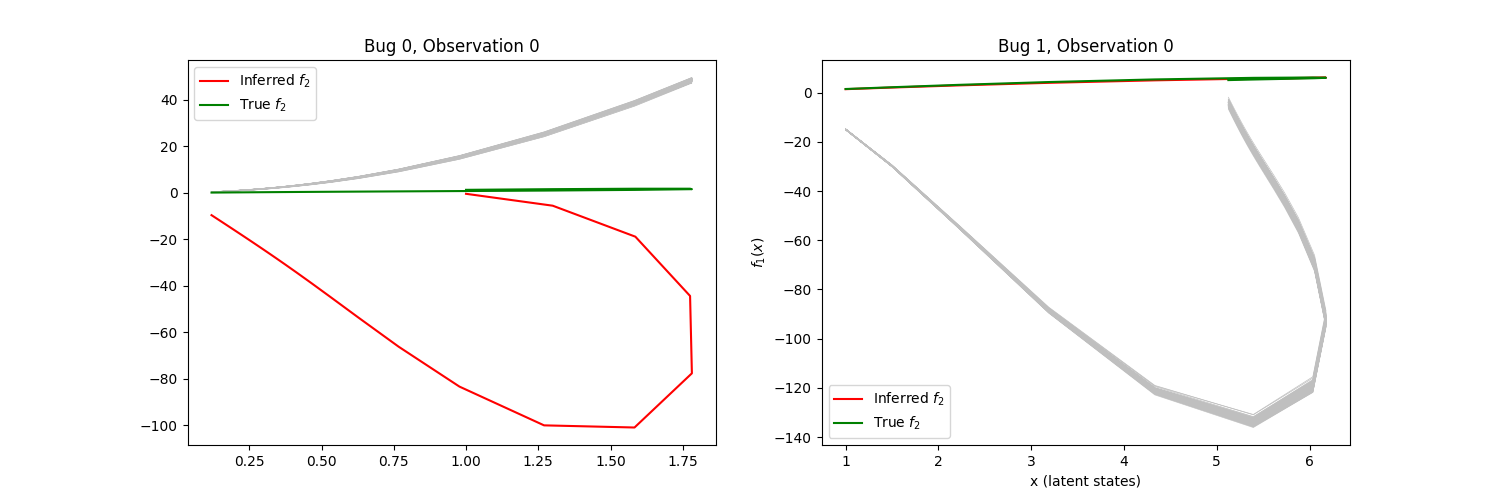 Bug 0, Observation 0
Inferred f₂
True f₂
40
20
0
−20
−40
−60
−80
−100
0.25 0.50 0.75 1.00 1.25 1.50 1.75
Bug 1, Observation 0
f₁(x)
0
−20
−40
−60
−80
−100
−120
−140
Inferred f₂
True f₂
1 2 3 4 5 6
x (latent states)